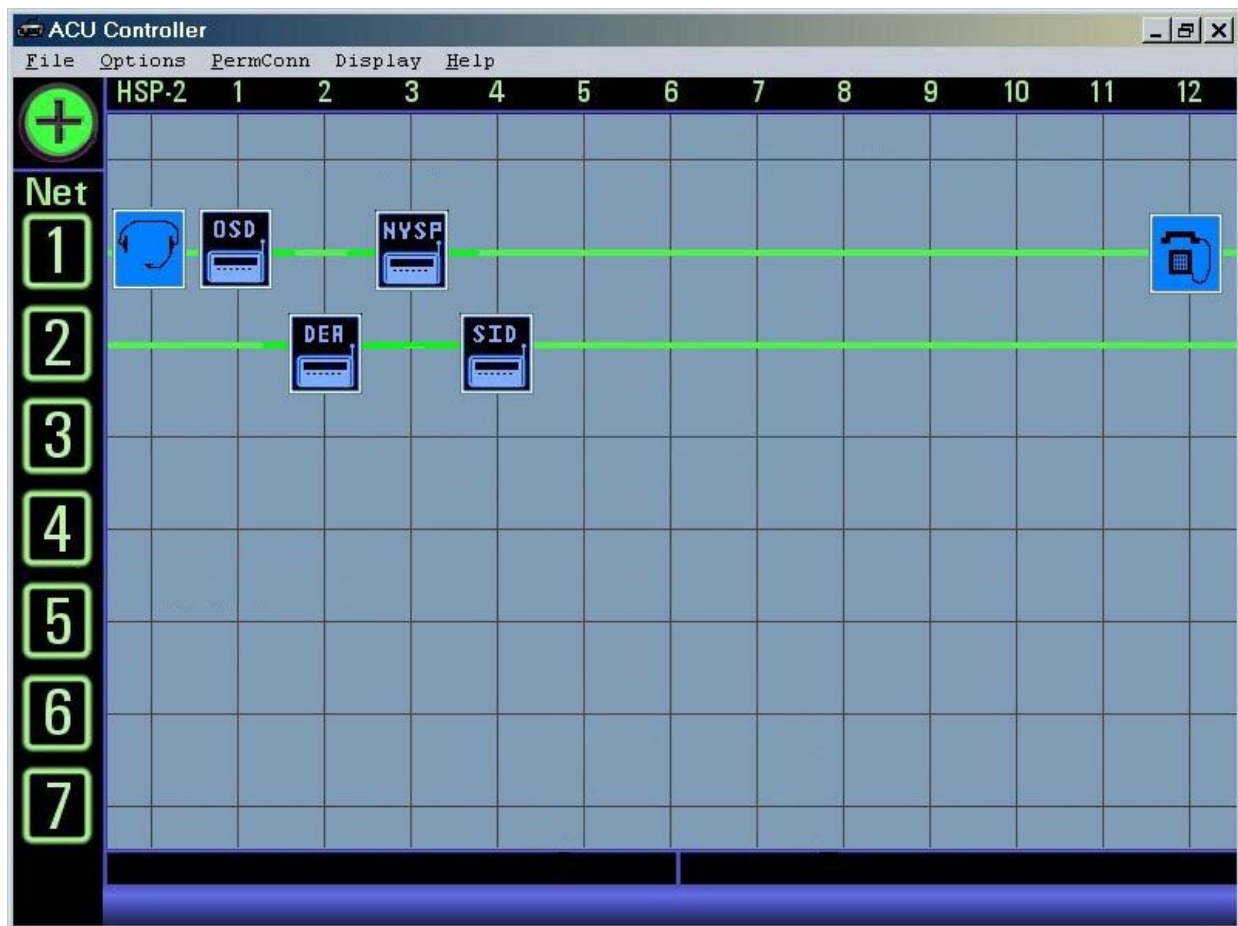 ACU Controller
File Options PermConn Display Help
HSP-2 1 2 3 4 5 6 7 8 9 10 11 12
Net
1
OSD NYSP
2
DEA SID
3
4
5
6
7